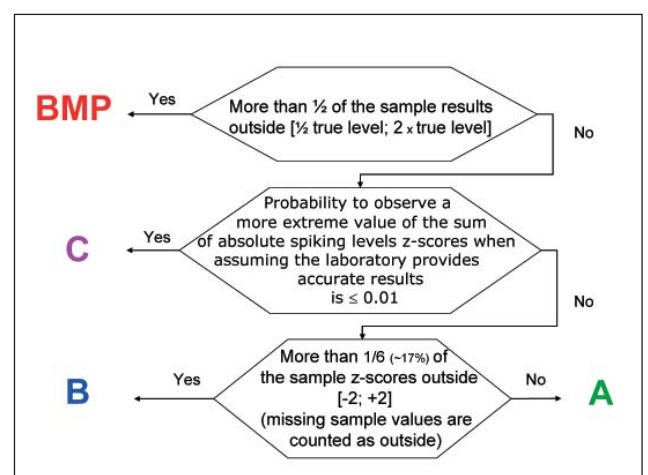 More than ½ of the sample results
outside [½ true level; 2 x true level]
Yes
BMP
No
Probability to observe a
more extreme value of the sum
of absolute spiking levels z-scores when
assuming the laboratory provides
accurate results
is ≤ 0.01
Yes
C
No
More than 1/6 (~17%) of
the sample z-scores outside
[-2; +2]
(missing sample values are
counted as outside)
Yes
B
No
A